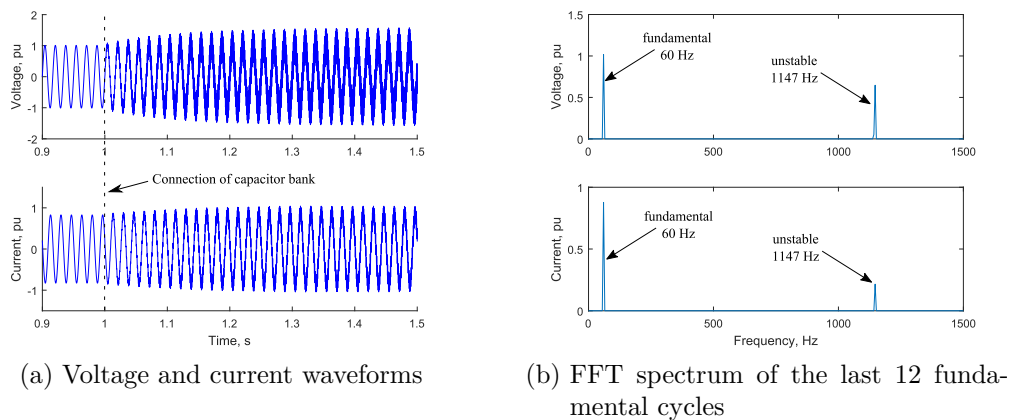 Voltage, pu
2
1
0
-1
-2
0.9 1 1.1 1.2 1.3 1.4 1.5
Connection of capacitor bank
Current, pu
1
0
-1
0.9 1 1.1 1.2 1.3 1.4 1.5
Time, s
(a) Voltage and current waveforms
Voltage, pu
1.5
1
0.5
0
fundamental
60 Hz
unstable
1147 Hz
0 500 1000 1500
Current, pu
1
0.5
0
fundamental
60 Hz
unstable
1147 Hz
0 500 1000 1500
Frequency, Hz
(b) FFT spectrum of the last 12 funda-
mental cycles